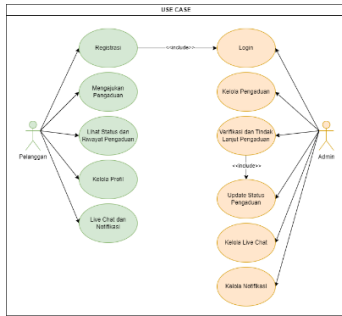 USE CASE
Registrasi
<<include>>
Login
Mengajukan
Pengaduan
Kelola Pengaduan
Lihat Status dan
Riwayat Pengaduan
Verifikasi dan Tindak
Lanjut Pengaduan
Pelanggan
Admin
<<include>>
Kelola Profil
Update Status
Pengaduan
Live Chat dan
Notifikasi
Kelola Live Chat
Kelola Notifikasi